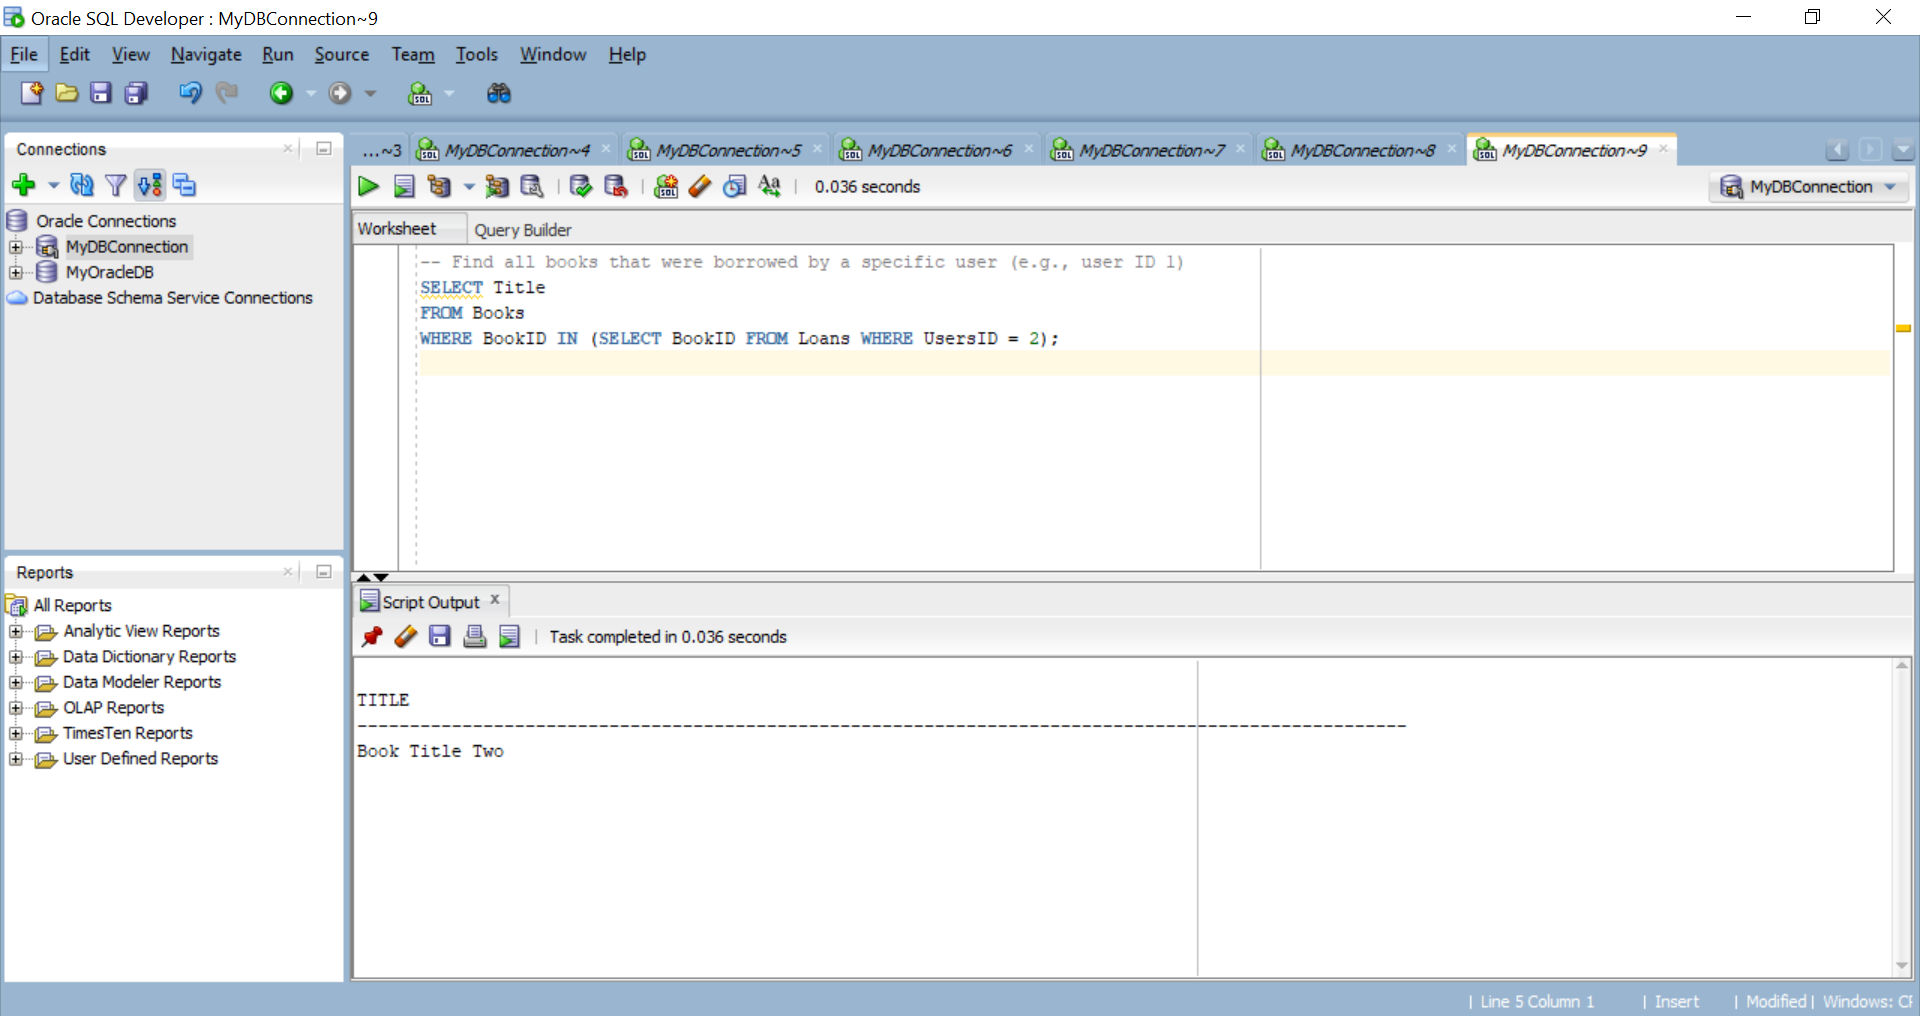 Oracle SQL Developer : MyDBConnection~9
File Edit View Navigate Run Source Team Tools Window Help
Connections
Oracle Connections
MyDBConnection
MyOracleDB
Database Schema Service Connections
Reports
All Reports
Analytic View Reports
Data Dictionary Reports
Data Modeler Reports
OLAP Reports
TimesTen Reports
User Defined Reports
...~3 MyDBConnection~4 MyDBConnection~5 MyDBConnection~6 MyDBConnection~7 MyDBConnection~8 MyDBConnection~9
0.036 seconds MyDBConnection
Worksheet Query Builder
-- Find all books that were borrowed by a specific user (e.g., user ID 1)
SELECT Title
FROM Books
WHERE BookID IN (SELECT BookID FROM Loans WHERE UsersID = 2);
Script Output
Task completed in 0.036 seconds
TITLE
----------------------------------------------------------------------------------------------------
Book Title Two
| Line 5 Column 1 | Insert | Modified | Windows: CF